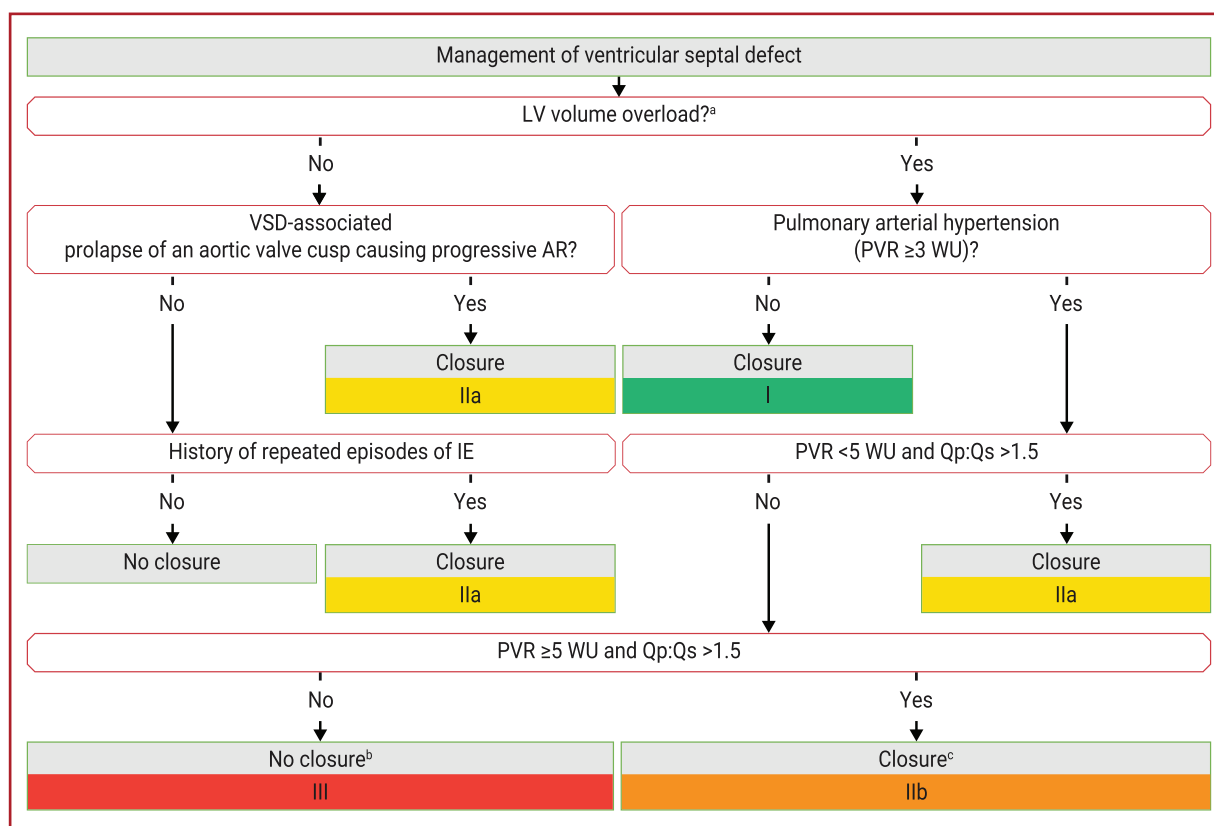 Management of ventricular septal defect
LV volume overload?ᵃ
No
Yes
VSD-associated
prolapse of an aortic valve cusp causing progressive AR?
Pulmonary arterial hypertension
(PVR ≥3 WU)?
No
Yes
No
Yes
Closure
IIa
Closure
I
History of repeated episodes of IE
PVR <5 WU and Qp:Qs >1.5
No
Yes
No
Yes
No closure
Closure
IIa
Closure
IIa
PVR ≥5 WU and Qp:Qs >1.5
No
Yes
No closureᵇ
III
Closureᶜ
IIb